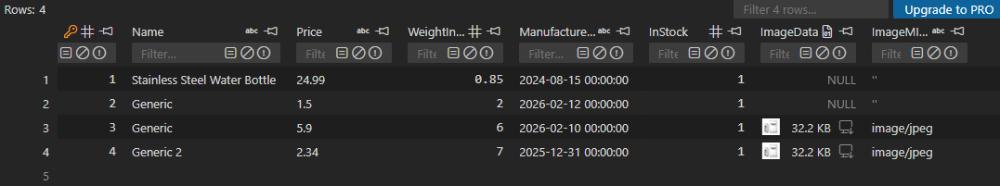 Rows: 4 Filter 4 rows... Upgrade to PRO
Name abc Price abc WeightIn... Manufacture... abc InStock ImageData ImageMI... abc
Filter... Filte Filte Filter... Filte Filte Filte
1 1 Stainless Steel Water Bottle 24.99 0.85 2024-08-15 00:00:00 1 NULL ''
2 2 Generic 1.5 2 2026-02-12 00:00:00 1 NULL ''
3 3 Generic 5.9 6 2026-02-10 00:00:00 1 32.2 KB image/jpeg
4 4 Generic 2 2.34 7 2025-12-31 00:00:00 1 32.2 KB image/jpeg
5